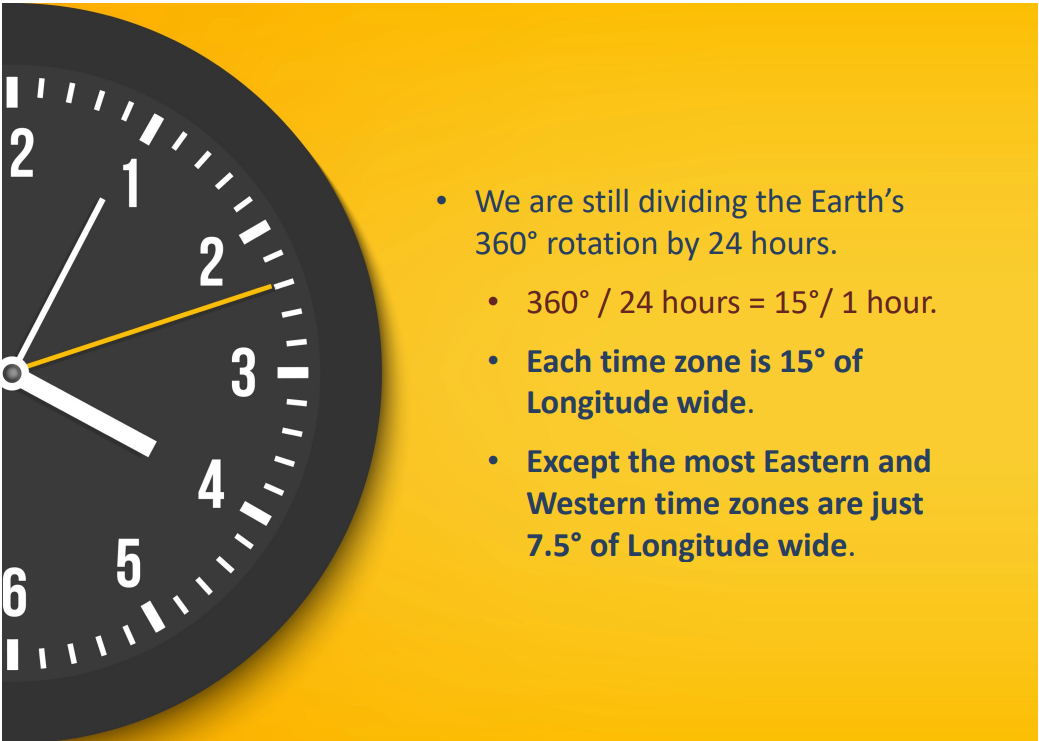 2
1
2
3
4
5
6
• We are still dividing the Earth’s
360° rotation by 24 hours.
• 360° / 24 hours = 15°/ 1 hour.
• Each time zone is 15° of
Longitude wide.
• Except the most Eastern and
Western time zones are just
7.5° of Longitude wide.